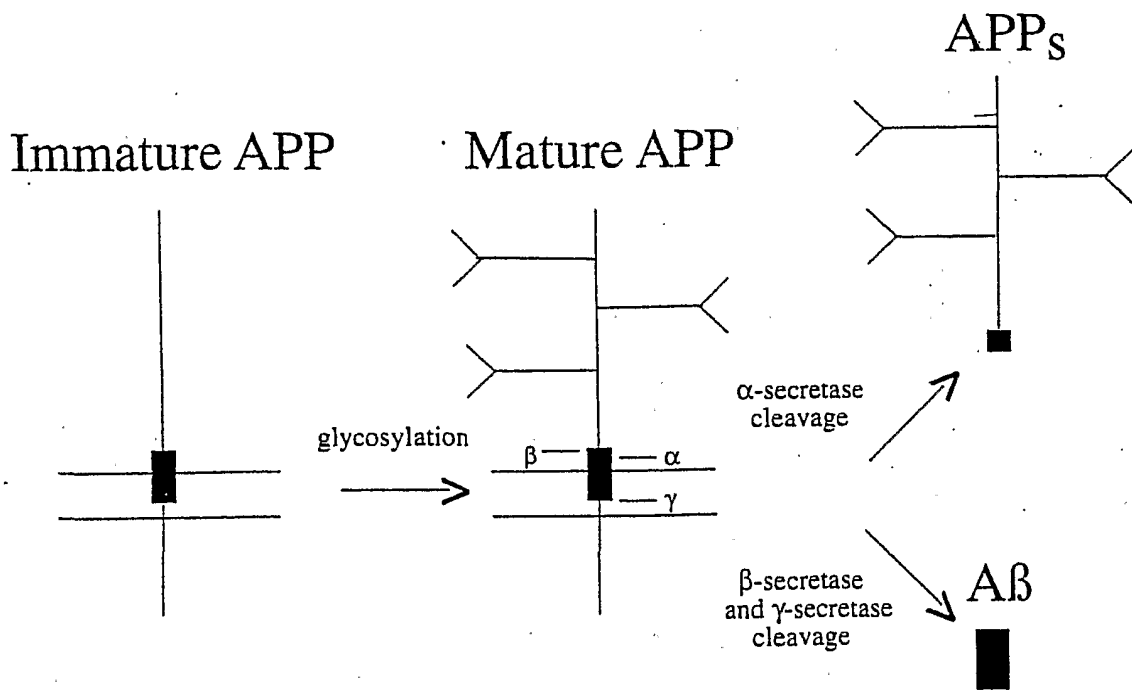 Immature APP
Mature APP
APPs
glycosylation
β
α
γ
α-secretase
cleavage
β-secretase
and γ-secretase
cleavage
Aß